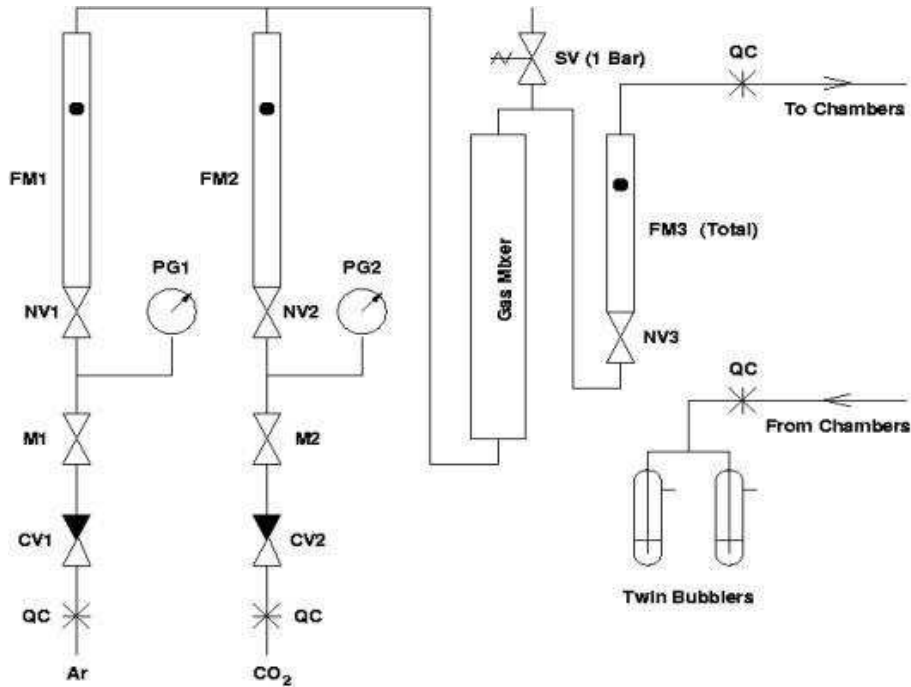 SV (1 Bar)
QC
To Chambers
FM1
FM2
FM3 (Total)
Gas Mixer
PG1
PG2
NV1
NV2
NV3
QC
From Chambers
M1
M2
CV1
CV2
Twin Bubblers
QC
QC
Ar
CO₂